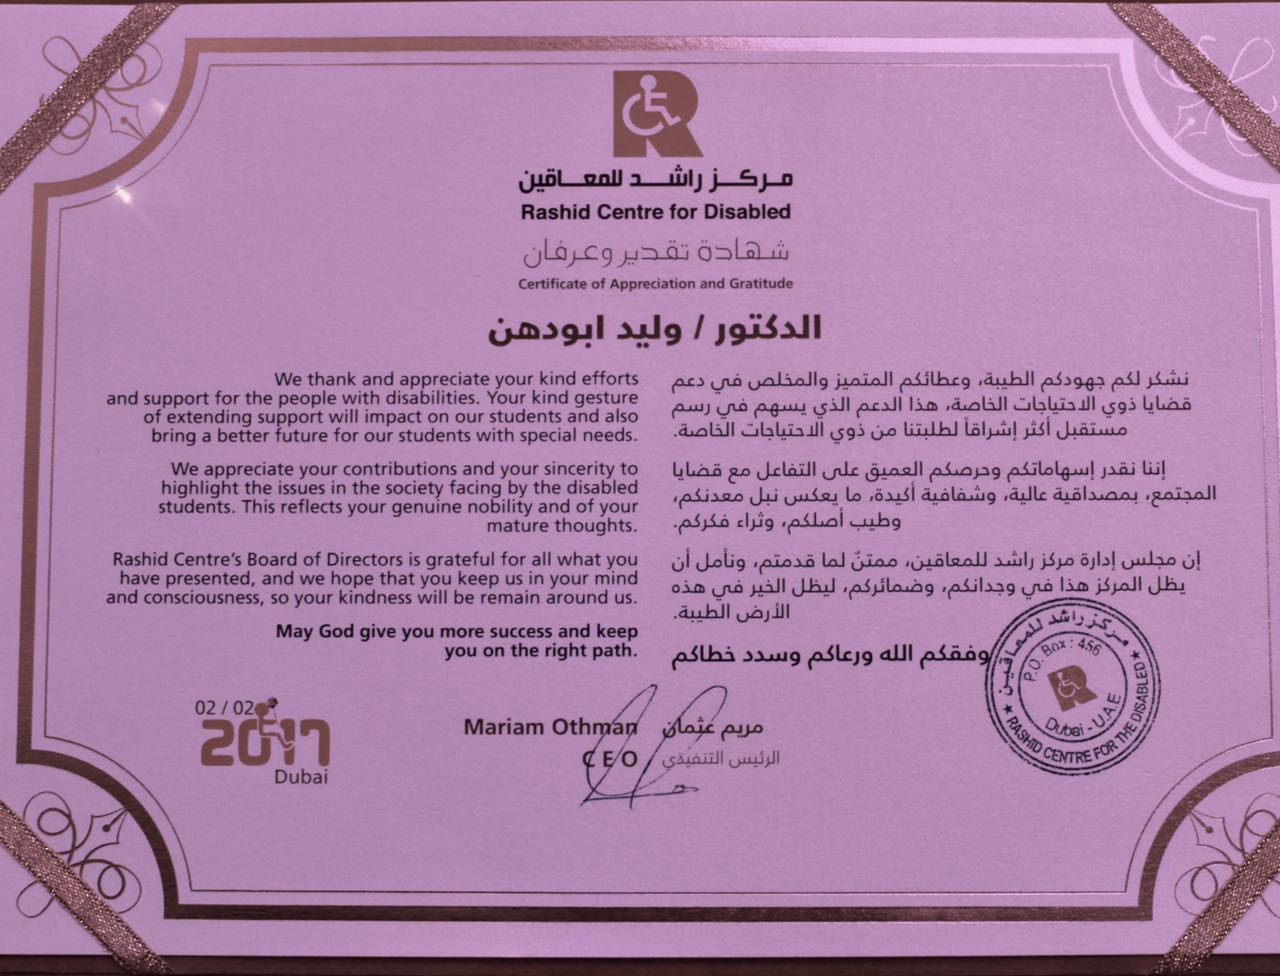 R
مركز راشد للمعاقين
Rashid Centre for Disabled
شهادة تقدير وعرفان
Certificate of Appreciation and Gratitude
الدكتور / وليد ابودهن
We thank and appreciate your kind efforts
and support for the people with disabilities. Your kind gesture
of extending support will impact on our students and also
bring a better future for our students with special needs.
We appreciate your contributions and your sincerity to
highlight the issues in the society facing by the disabled
students. This reflects your genuine nobility and of your
mature thoughts.
Rashid Centre's Board of Directors is grateful for all what you
have presented, and we hope that you keep us in your mind
and consciousness, so your kindness will be remain around us.
May God give you more success and keep
you on the right path.
نشكر لكم جهودكم الطيبة، وعطائكم المتميز والمخلص في دعم
قضايا ذوي الاحتياجات الخاصة، هذا الدعم الذي يسهم في رسم
مستقبل أكثر إشراقاً لطلبتنا من ذوي الاحتياجات الخاصة.
إننا نقدر إسهاماتكم وحرصكم العميق على التفاعل مع قضايا
المجتمع، بمصداقية عالية، وشفافية أكيدة، ما يعكس نبل معدنكم،
وطيب أصلكم، وثراء فكركم.
إن مجلس إدارة مركز راشد للمعاقين، ممتنٌ لما قدمتم، ونأمل أن
يظل المركز هذا في وجدانكم، وضمائركم، ليظل الخير في هذه
الأرض الطيبة.
وفقكم الله ورعاكم وسدد خطاكم
02 / 02
2017
Dubai
Mariam Othman
CEO
مريم عثمان
الرئيس التنفيذي
مركز راشد للمعاقين
P.O. Box : 456
R
Dubai - U.A.E
RASHID CENTRE FOR THE DISABLED